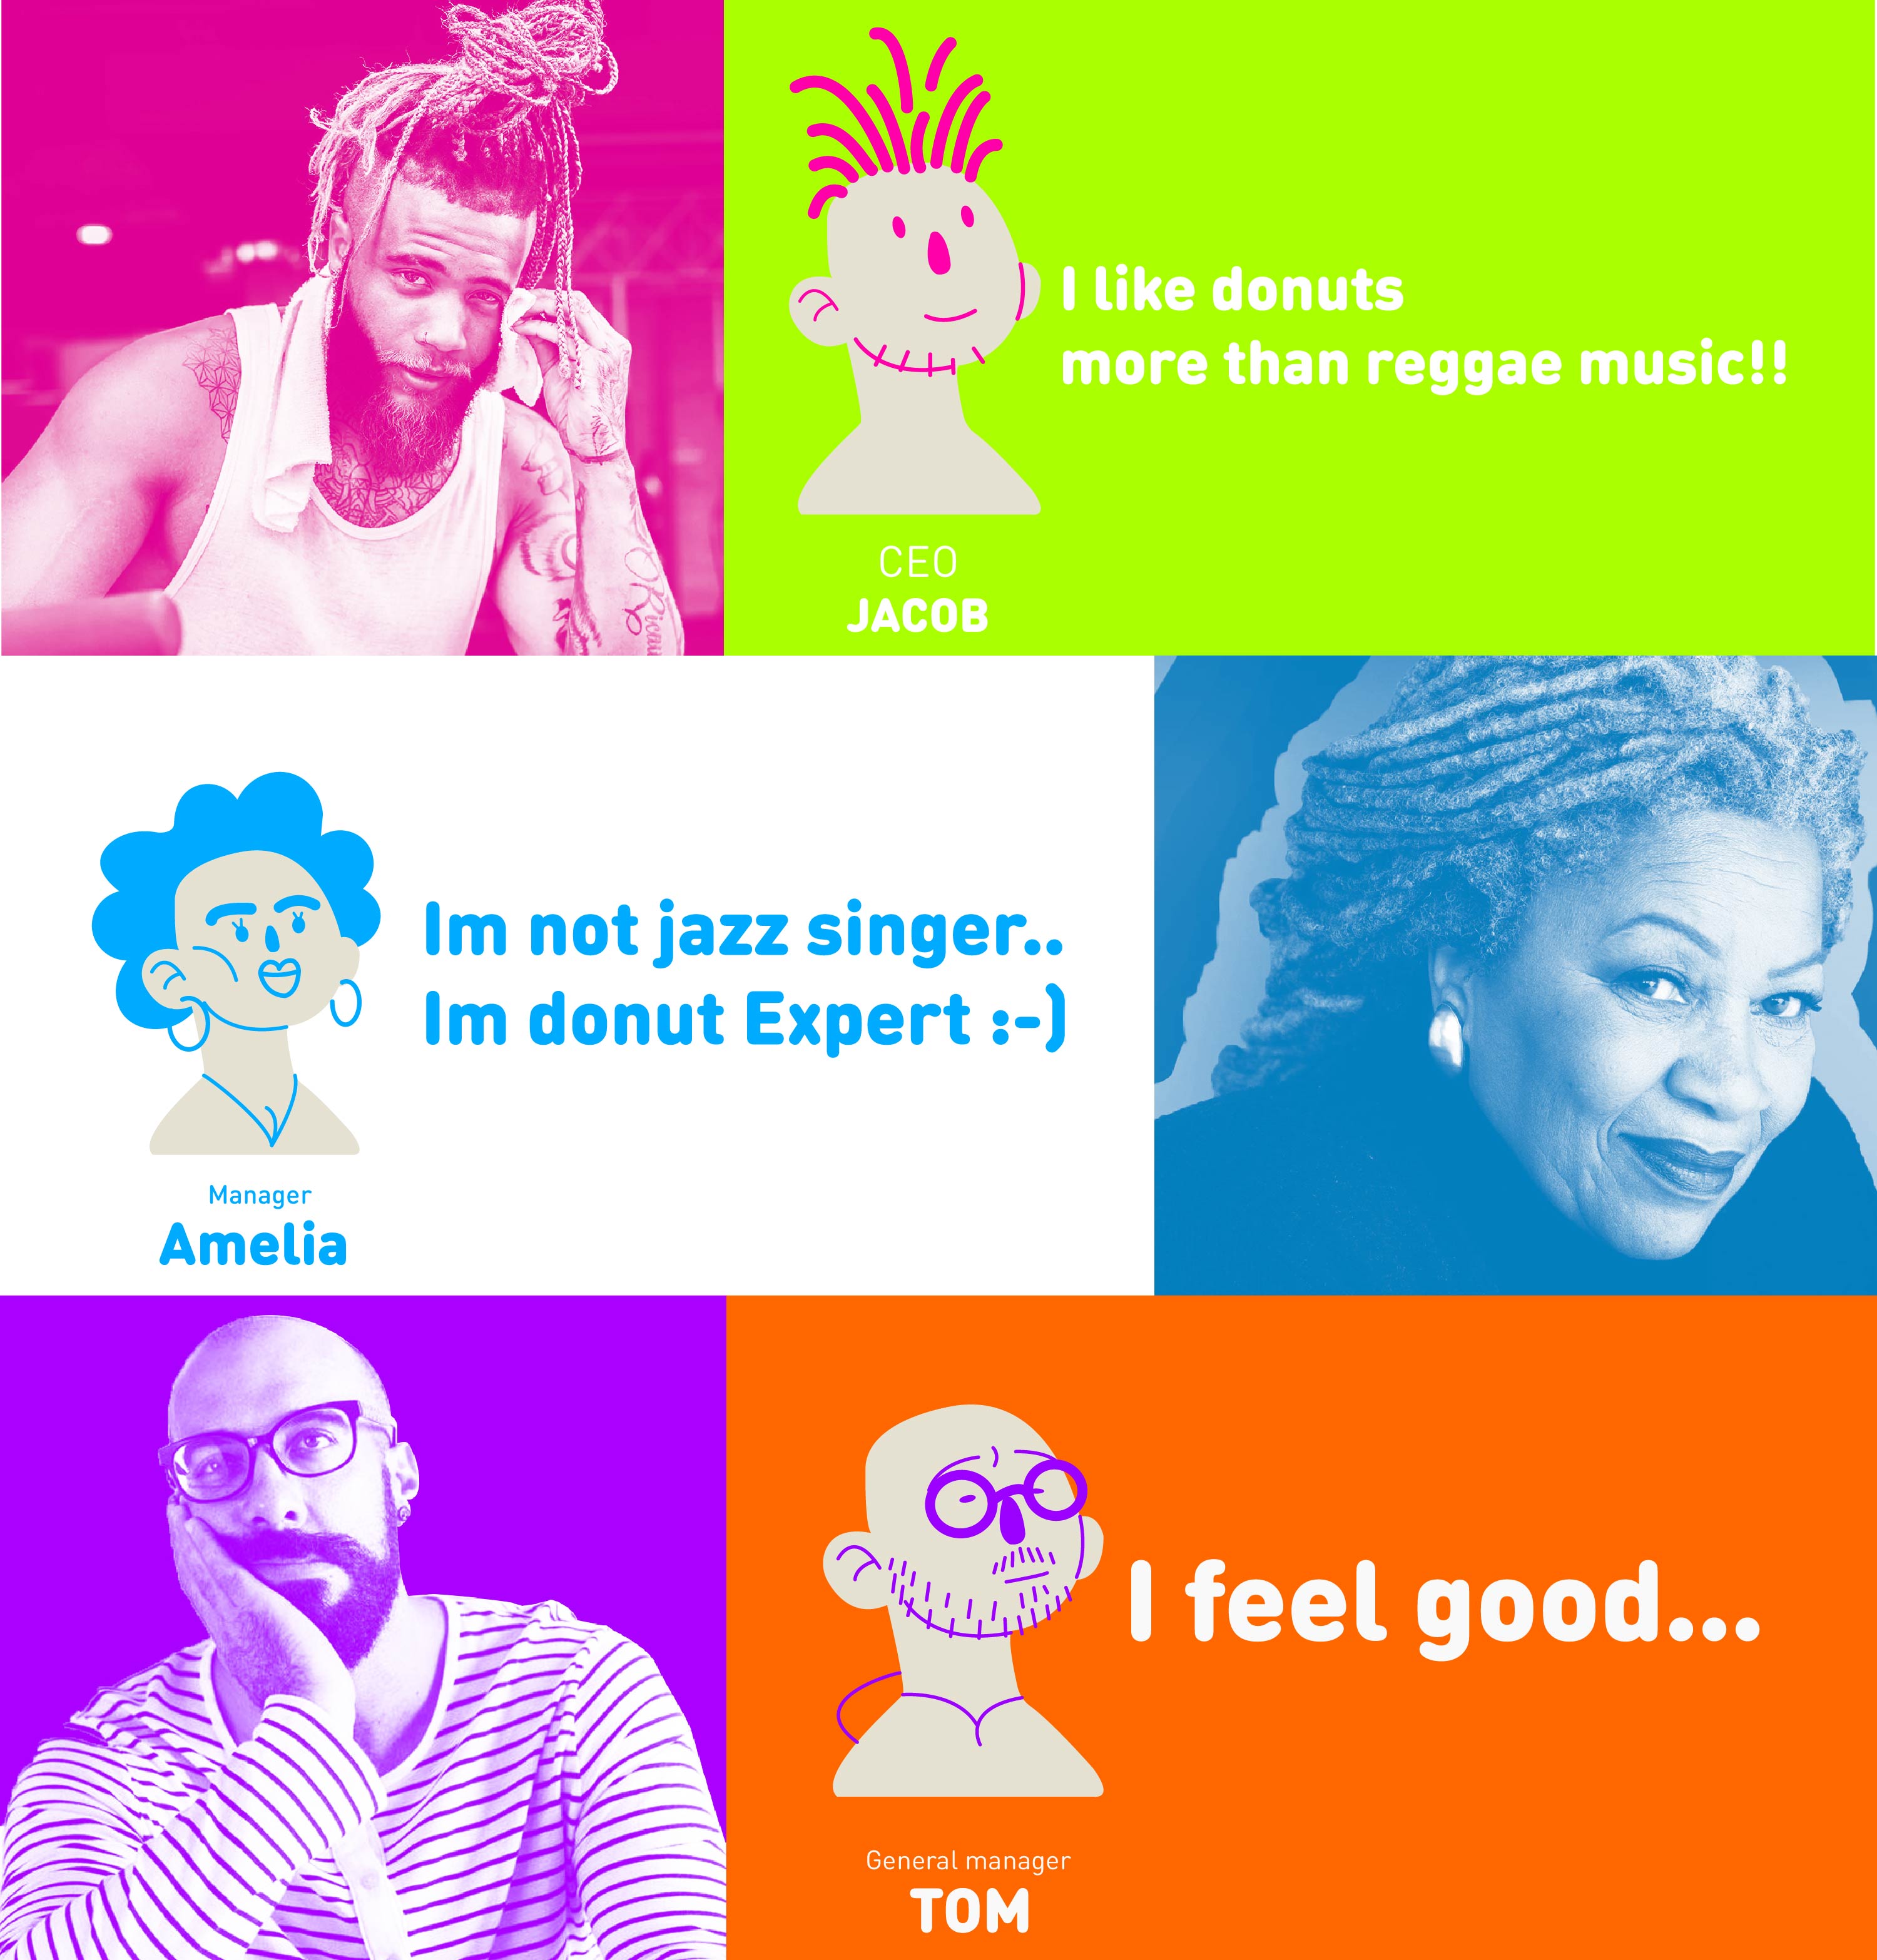 I like donuts
more than reggae music!!
CEO
JACOB
Im not jazz singer..
Im donut Expert :-)
Manager
Amelia
I feel good...
General manager
TOM